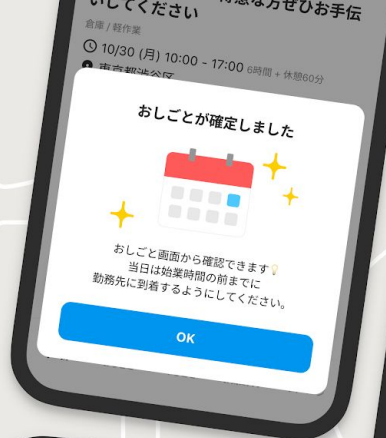 いしてください
倉庫 / 軽作業
10/30 (月) 10:00 - 17:00 6時間 + 休憩60分
東京都渋谷区
おしごとが確定しました
おしごと画面から確認できます💡
当日は始業時間の前までに
勤務先に到着するようにしてください。
OK